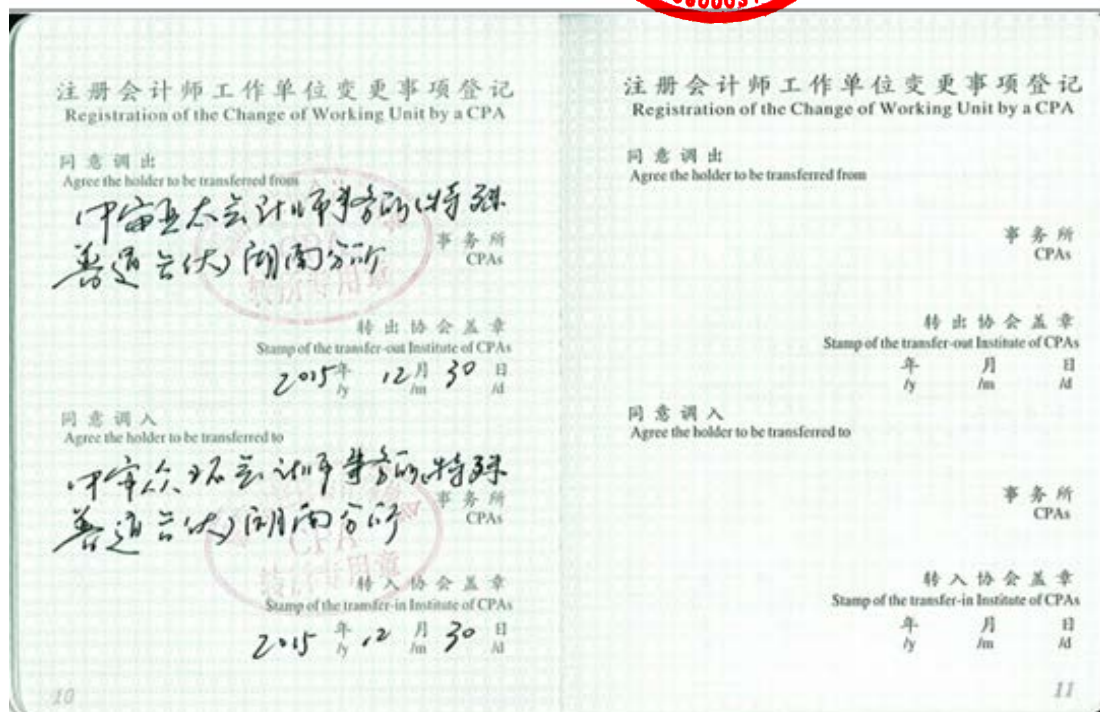 注册会计师工作单位变更事项登记
Registration of the Change of Working Unit by a CPA
同意调出
Agree the holder to be transferred from
中审亚太会计师事务所(特殊
普通合伙)湖南分所
事务所
CPAs
转出协会盖章
Stamp of the transfer-out Institute of CPAs
2015年 12月 30日
/y /m /d
同意调入
Agree the holder to be transferred to
中审众环会计师事务所(特殊
普通合伙)湖南分所
事务所
CPAs
CPA
转入协会盖章
Stamp of the transfer-in Institute of CPAs
2015年 12月 30日
/y /m /d
10
注册会计师工作单位变更事项登记
Registration of the Change of Working Unit by a CPA
同意调出
Agree the holder to be transferred from
事务所
CPAs
转出协会盖章
Stamp of the transfer-out Institute of CPAs
年 月 日
/y /m /d
同意调入
Agree the holder to be transferred to
事务所
CPAs
转入协会盖章
Stamp of the transfer-in Institute of CPAs
年 月 日
/y /m /d
11